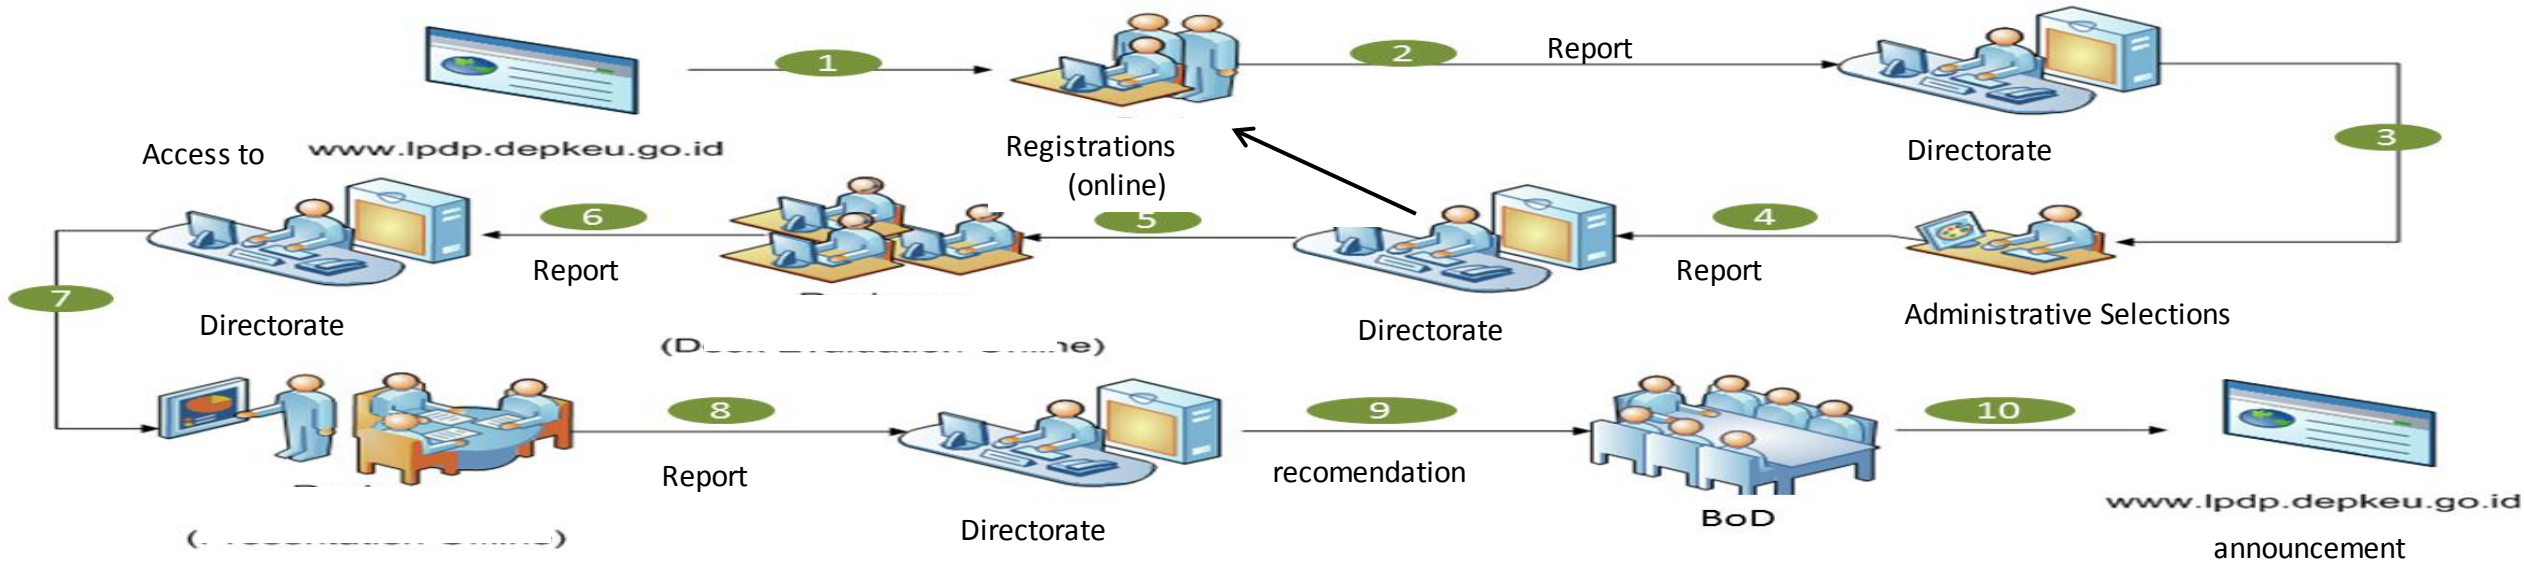 1
2
Report
3
Access to www.lpdp.depkeu.go.id
Registrations
(online)
Directorate
6
5
4
Report
Report
7
Directorate
Directorate
Administrative Selections
8
9
10
Report
recomendation
BoD
www.lpdp.depkeu.go.id
Directorate
announcement